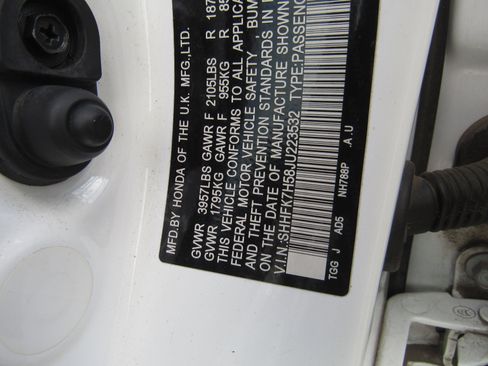 MFD.BY HONDA OF THE U.K. MFG.,LTD.
GVWR 3957LBS GAWR F 2105LBS R 187
GVWR 1795KG GAWR F 955KG R 85
THIS VEHICLE CONFORMS TO ALL APPLICA
FEDERAL MOTOR VEHICLE SAFETY, BUM
AND THEFT PREVENTION STANDARDS IN
ON THE DATE OF MANUFACTURE SHOWN
V.I.N:SHHFK7H58JU223532 TYPE:PASSENG
.A.U
TGG J AD5 NH788P